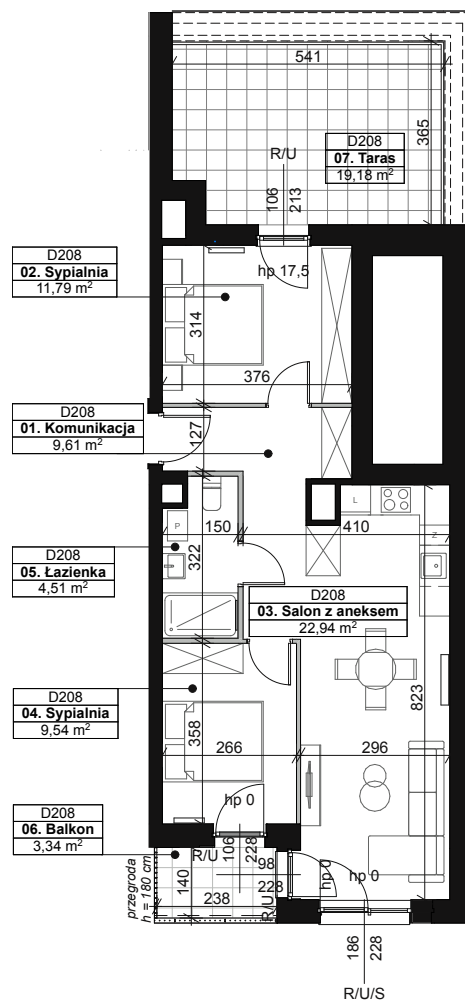 541
365
D208
07. Taras
19,18 m²
R/U
106
213
D208
02. Sypialnia
11,79 m²
hp 17,5
314
376
D208
01. Komunikacja
9,61 m²
127
L
P
150
410
Z
322
D208
05. Łazienka
4,51 m²
D208
03. Salon z aneksem
22,94 m²
823
D208
04. Sypialnia
9,54 m²
358
266
296
hp 0
D208
06. Balkon
3,34 m²
R/U
106
228
98
228
R/U
hp 0
hp 0
przegroda
h = 180 cm
140
238
186
228
R/U/S